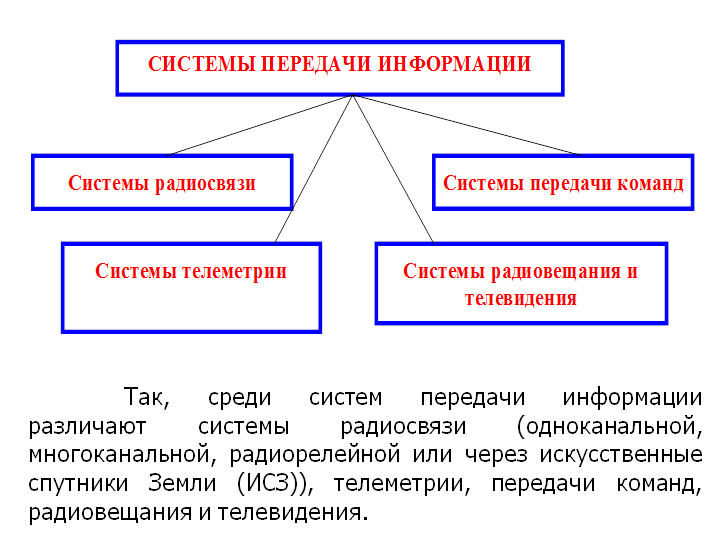 СИСТЕМЫ ПЕРЕДАЧИ ИНФОРМАЦИИ
Системы радиосвязи
Системы передачи команд
Системы телеметрии
Системы радиовещания и
телевидения
Так, среди систем передачи информации
различают системы радиосвязи (одноканальной,
многоканальной, радиорелейной или через искусственные
спутники Земли (ИСЗ)), телеметрии, передачи команд,
радиовещания и телевидения.